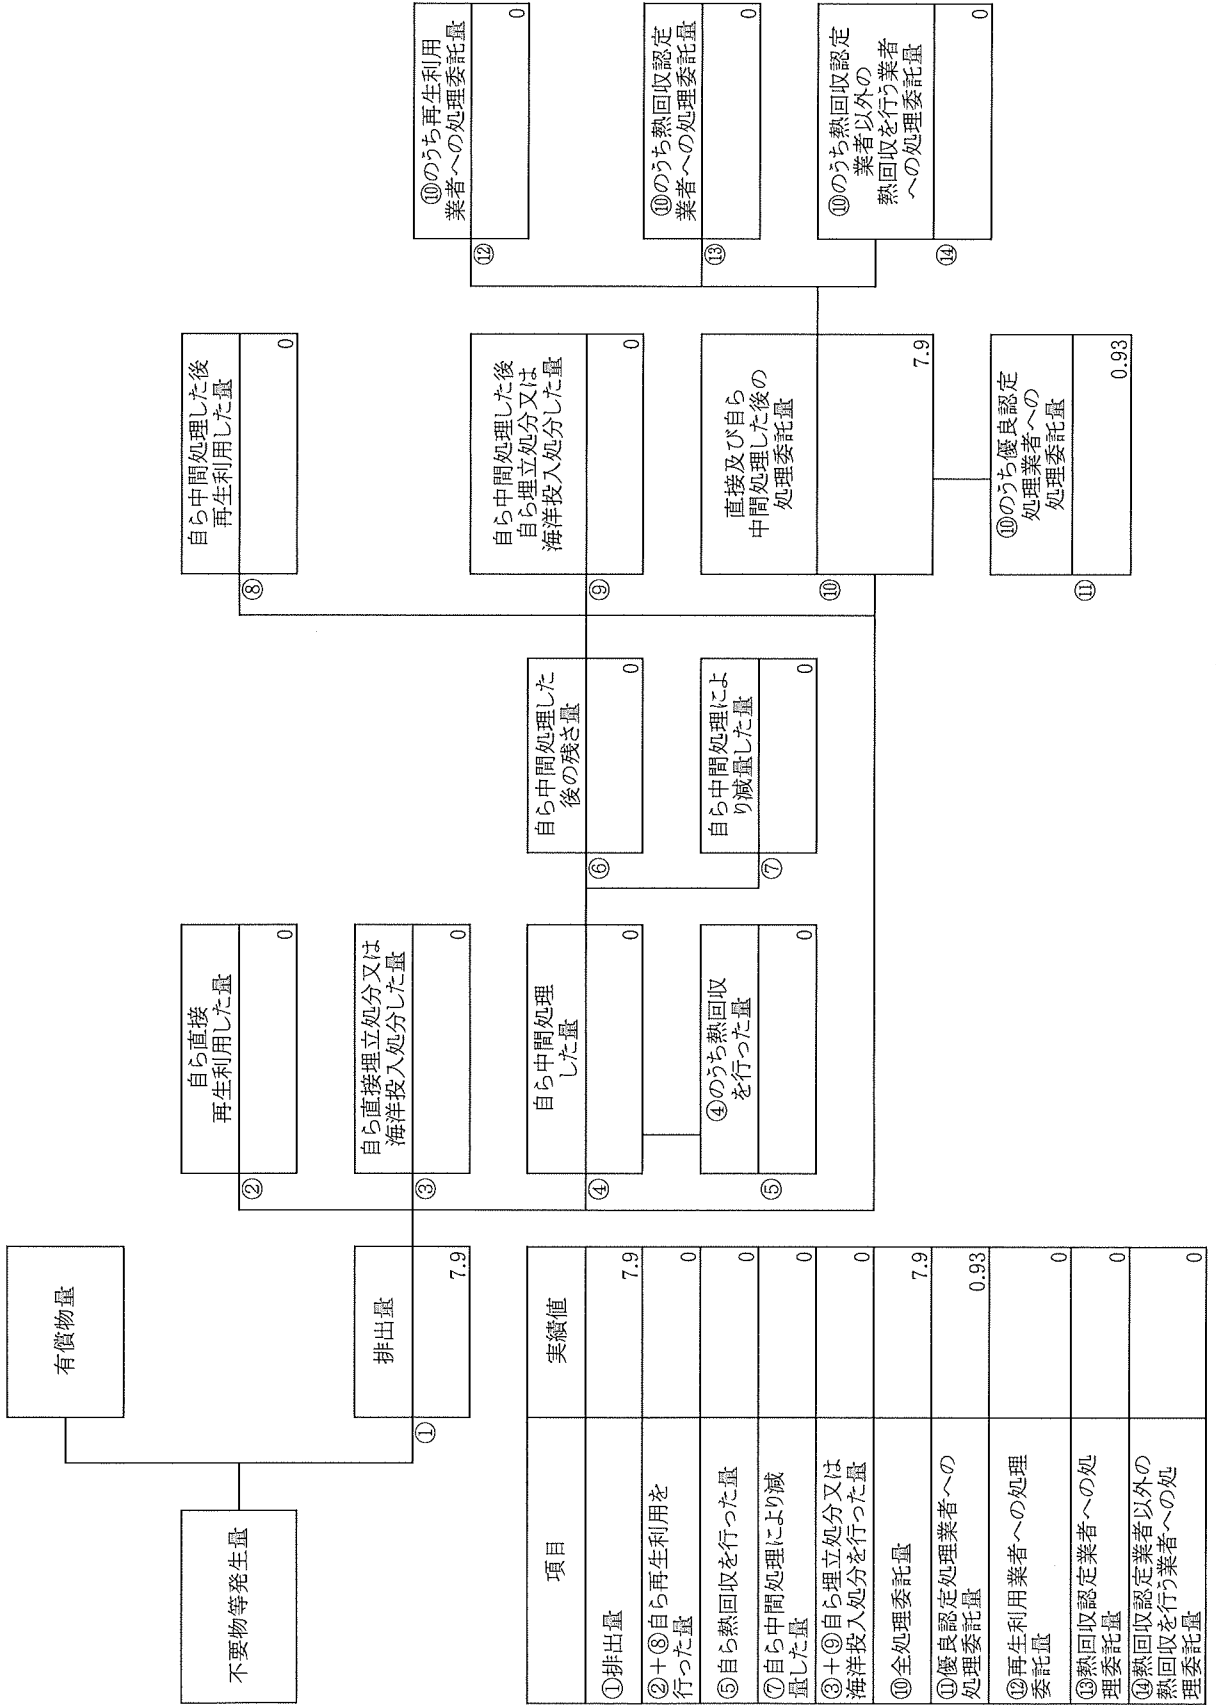 不要物等発生量
有償物量
①
排出量
7.9
②
自ら直接
再生利用した量
0
③
自ら直接埋立処分又は
海洋投入処分した量
0
④
自ら中間処理
した量
0
⑤
④のうち熱回収
を行った量
0
⑥
自ら中間処理した
後の残さ量
0
⑦
自ら中間処理によ
り減量した量
0
⑧
自ら中間処理した後
再生利用した量
0
⑨
自ら中間処理した後
自ら埋立処分又は
海洋投入処分した量
0
⑩
直接及び自ら
中間処理した後の
処理委託量
7.9
⑪
⑩のうち優良認定
処理業者への
処理委託量
0.93
⑫
⑩のうち再生利用
業者への処理委託量
0
⑬
⑩のうち熱回収認定
業者への処理委託量
0
⑭
⑩のうち熱回収認定
業者以外の
熱回収を行う業者
への処理委託量
0
項目
実績値
①排出量
7.9
②+⑧自ら再生利用を
行った量
0
⑤自ら熱回収を行った量
0
⑦自ら中間処理により減
量した量
0
③+⑨自ら埋立処分又は
海洋投入処分を行った量
0
⑩全処理委託量
7.9
⑪優良認定処理業者への
処理委託量
0.93
⑫再生利用業者への処理
委託量
0
⑬熱回収認定業者への処
理委託量
0
⑭熱回収認定業者以外の
熱回収を行う業者への処
理委託量
0